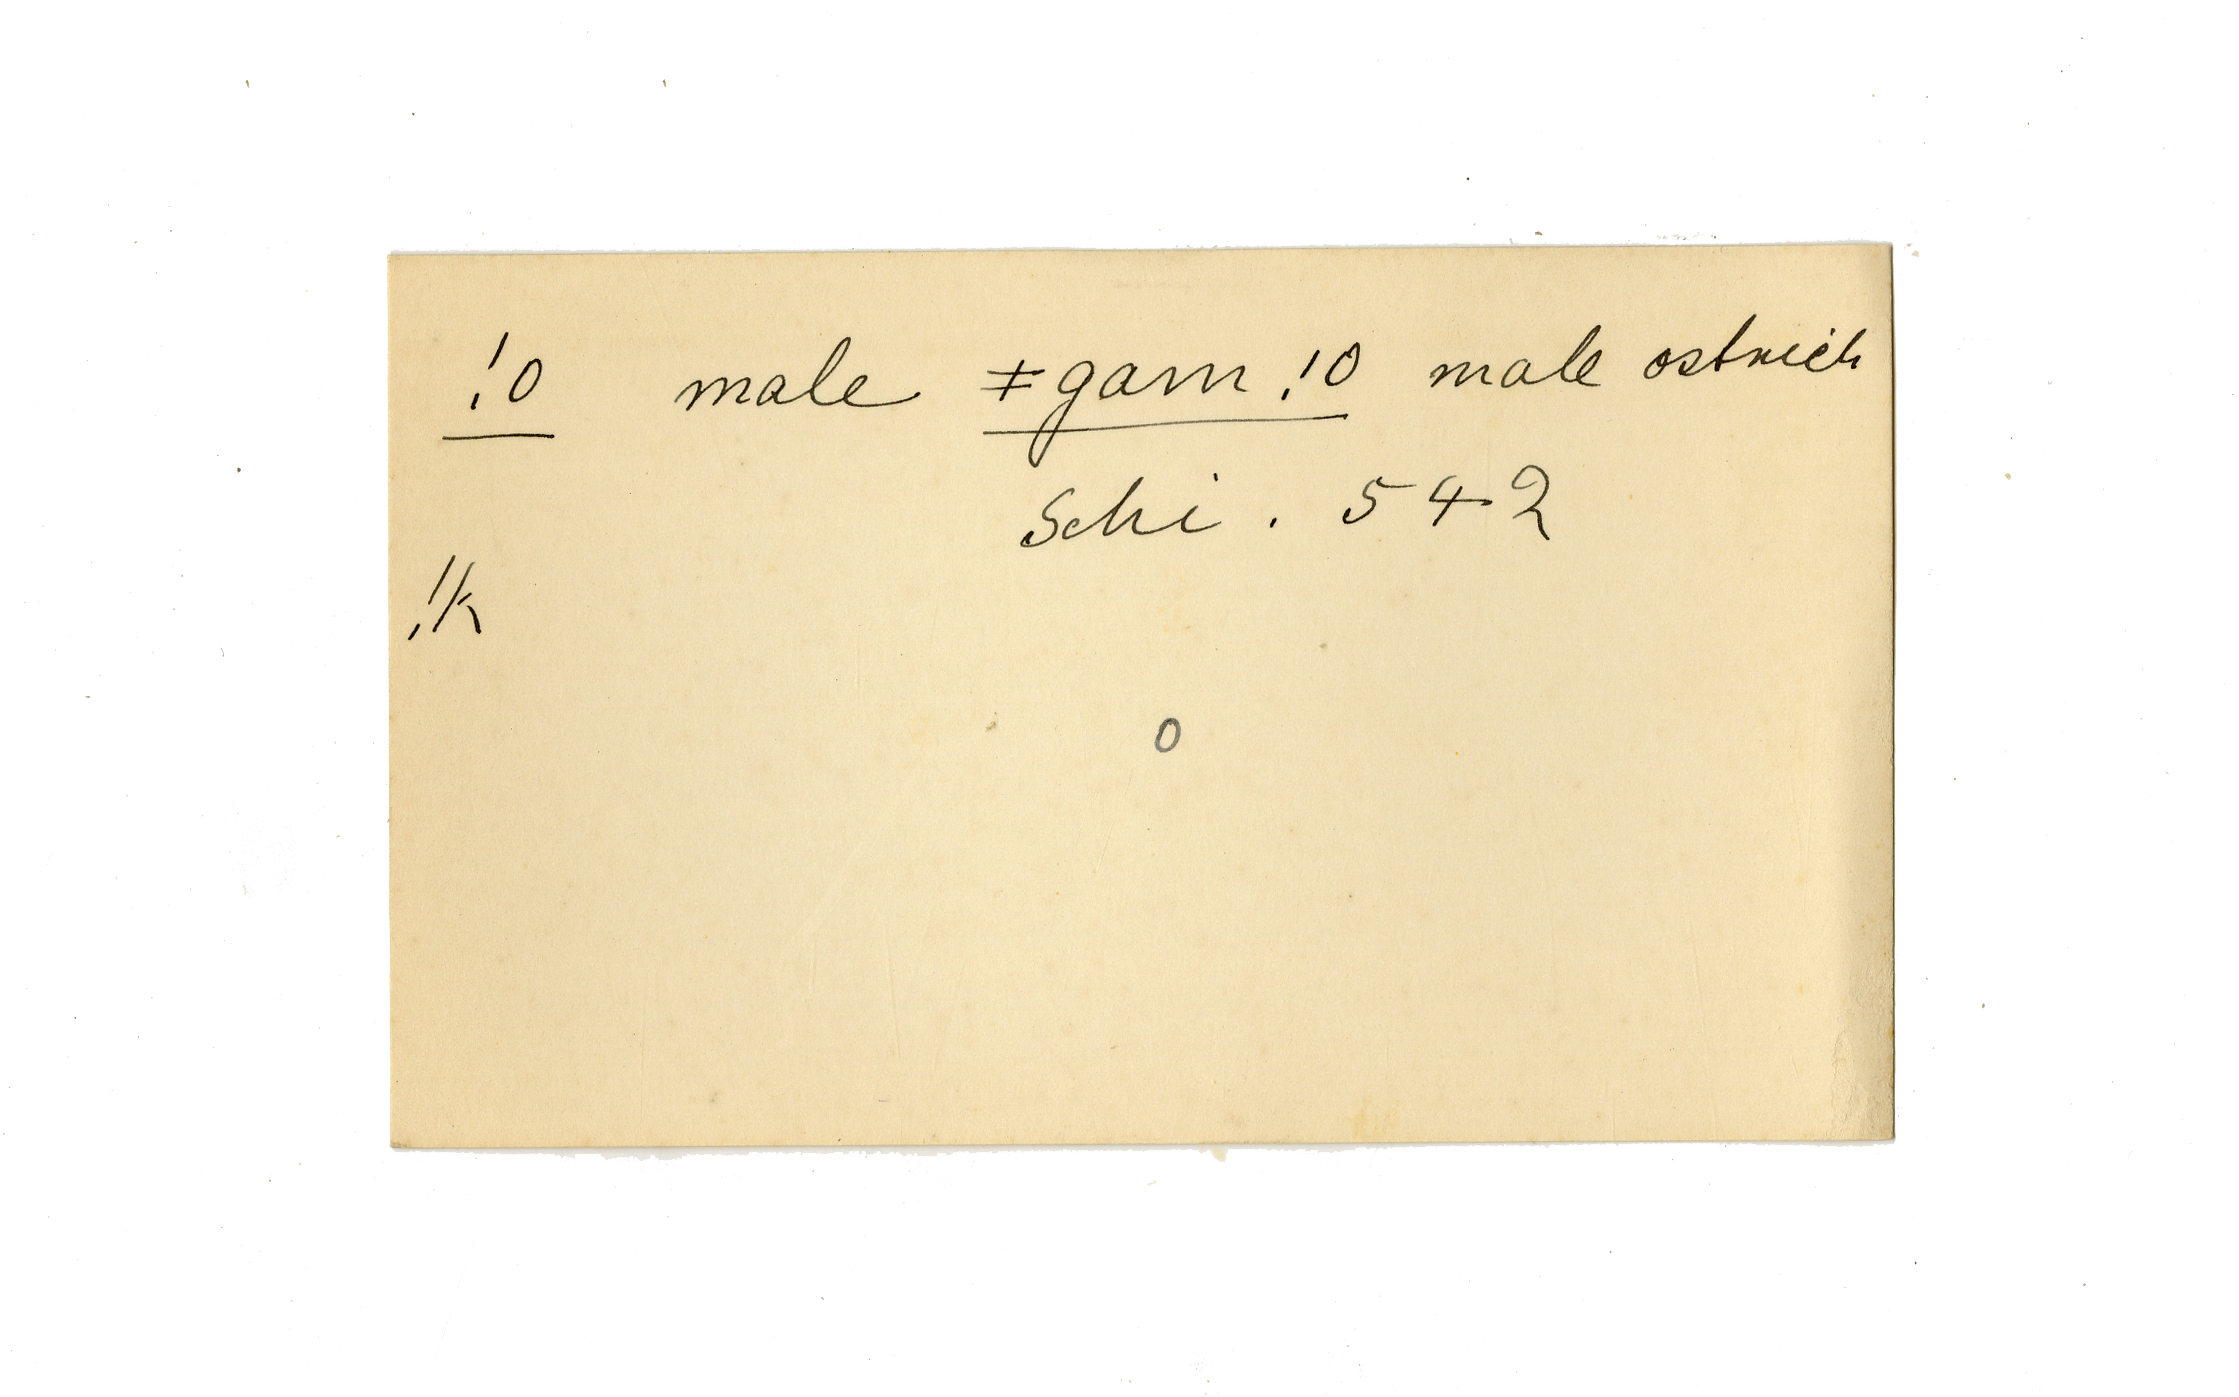 !o male ǂgam !o male ostrich
Schi. 542
!k
o